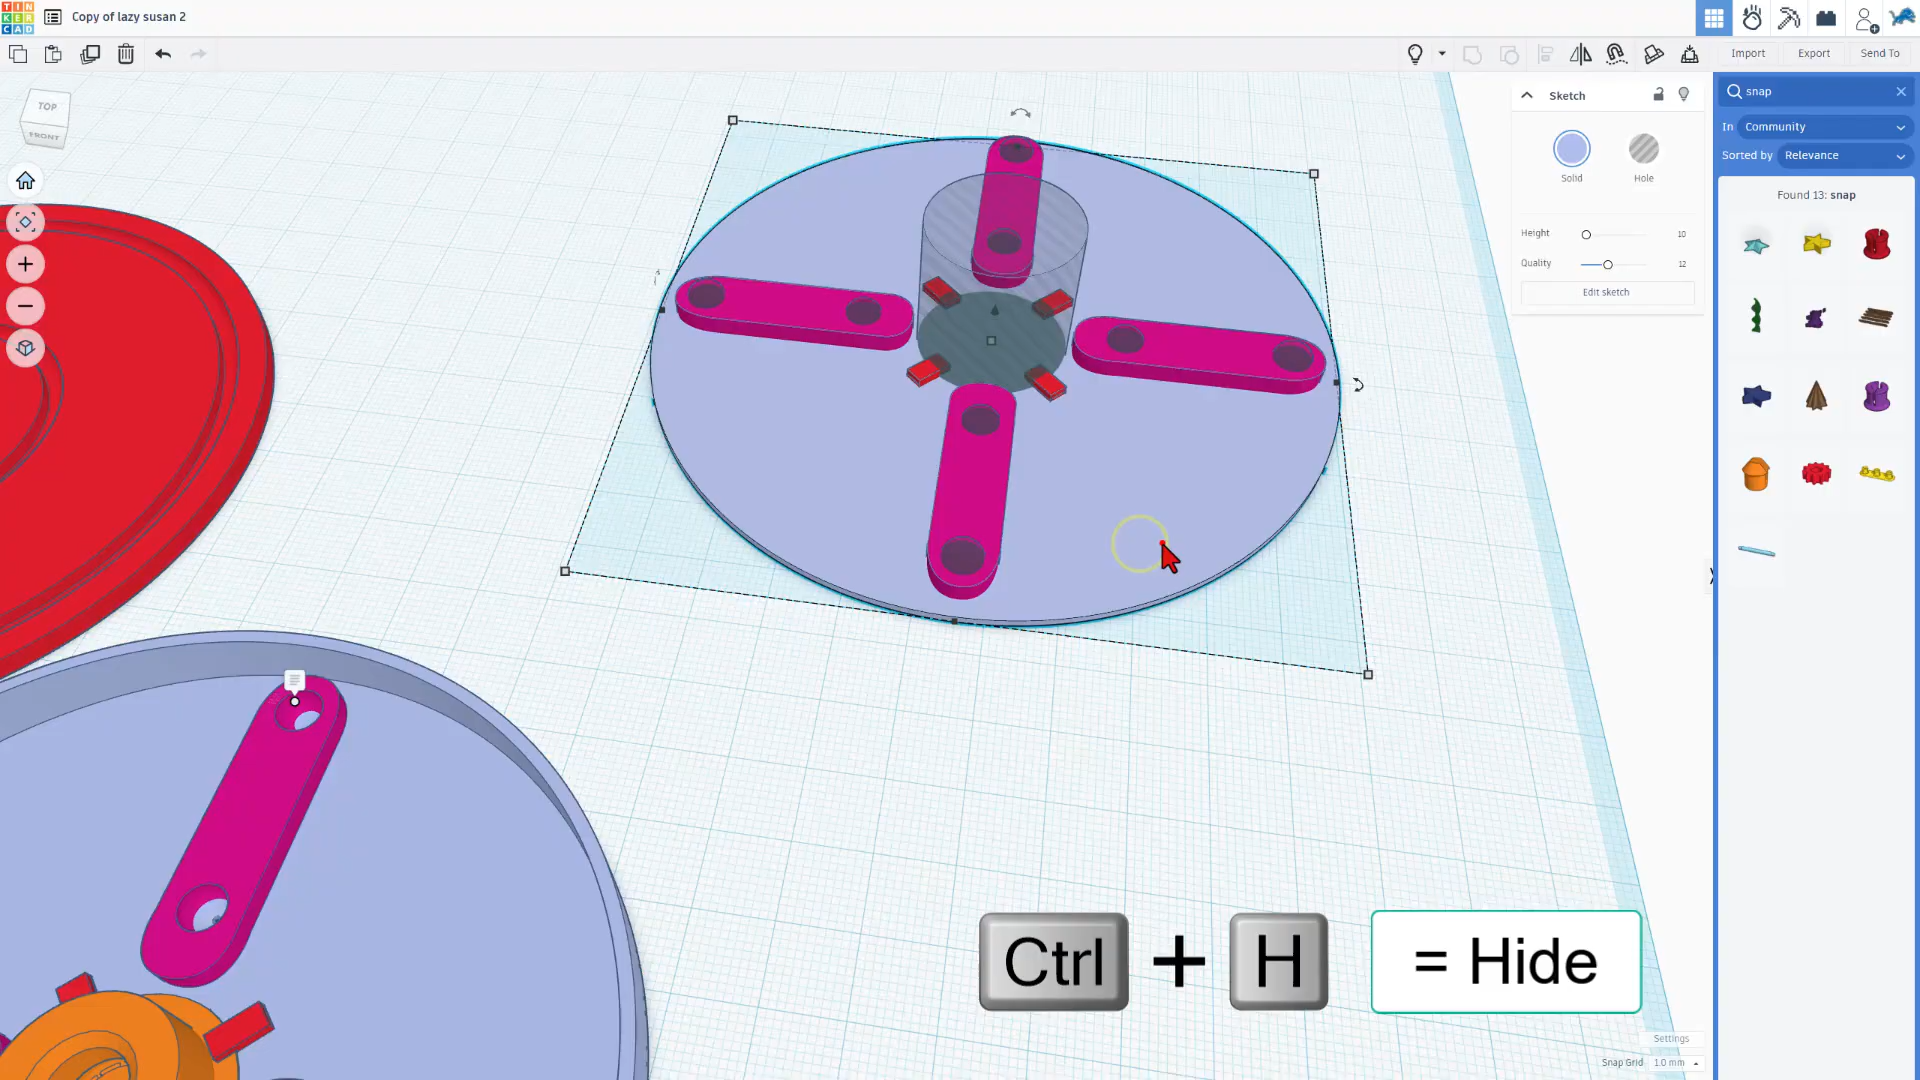 TIN
KER
CAD
Copy of lazy susan 2
Import
Export
Send To
TOP
FRONT
Sketch
Solid
Hole
Height
10
Quality
12
Edit sketch
snap
In
Community
Sorted by
Relevance
Found 13: snap
Ctrl + H = Hide
Settings
Snap Grid
1.0 mm